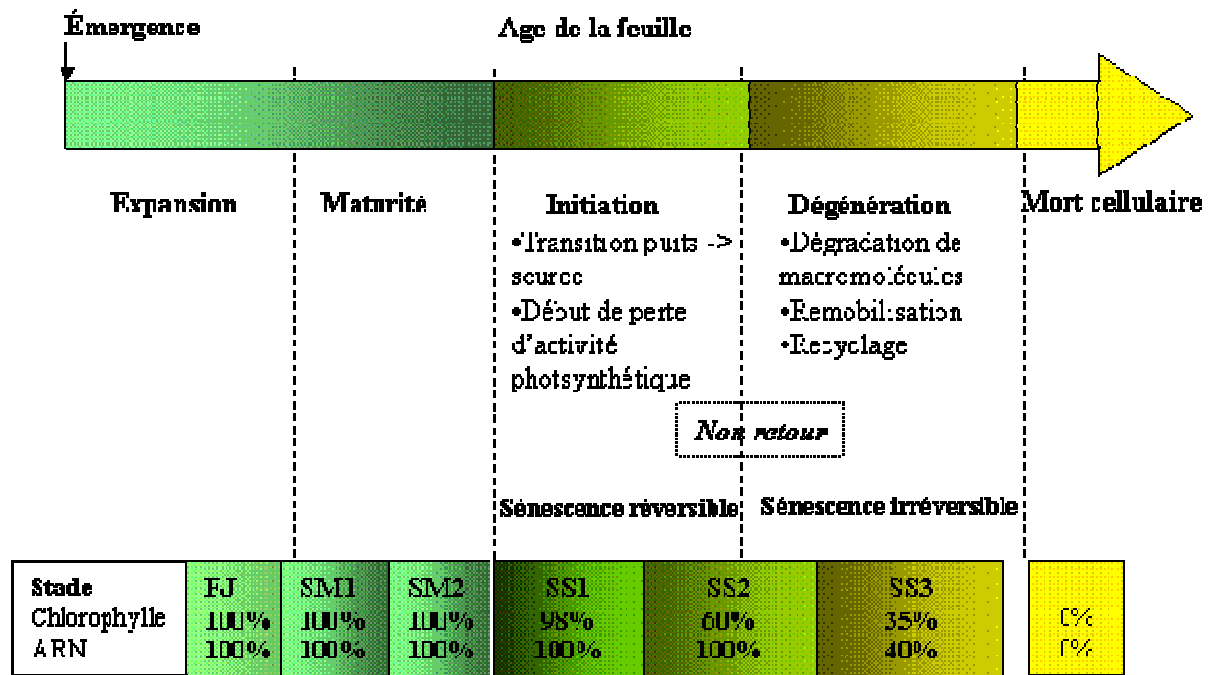 Émergence
Age de la feuille
Expansion
Maturité
Initiation
•Transition puits ->
source
•Début de perte
d'activité
photsynthétique
Dégénération
•Dégradation de
macromolécules
•Remobilisation
•Recyclage
Mort cellulaire
Non retour
Sénescence réversible
Sénescence irréversible
Stade FJ SM1 SM2 SS1 SS2 SS3
Chlorophylle 100% 100% 100% 98% 60% 35% 0%
ARN 100% 100% 100% 100% 100% 40% 0%